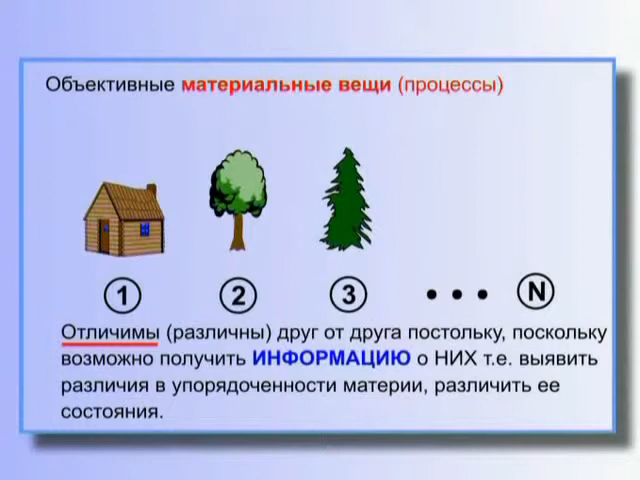 Объективные материальные вещи (процессы)
1 2 3 • • • N
Отличимы (различны) друг от друга постольку, поскольку
возможно получить ИНФОРМАЦИЮ о НИХ т.е. выявить
различия в упорядоченности материи, различить ее
состояния.